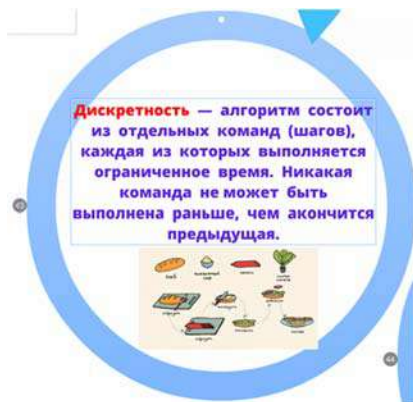 Дискретность — алгоритм состоит
из отдельных команд (шагов),
каждая из которых выполняется
ограниченное время. Никакая
команда не может быть
выполнена раньше, чем акончится
предыдущая.